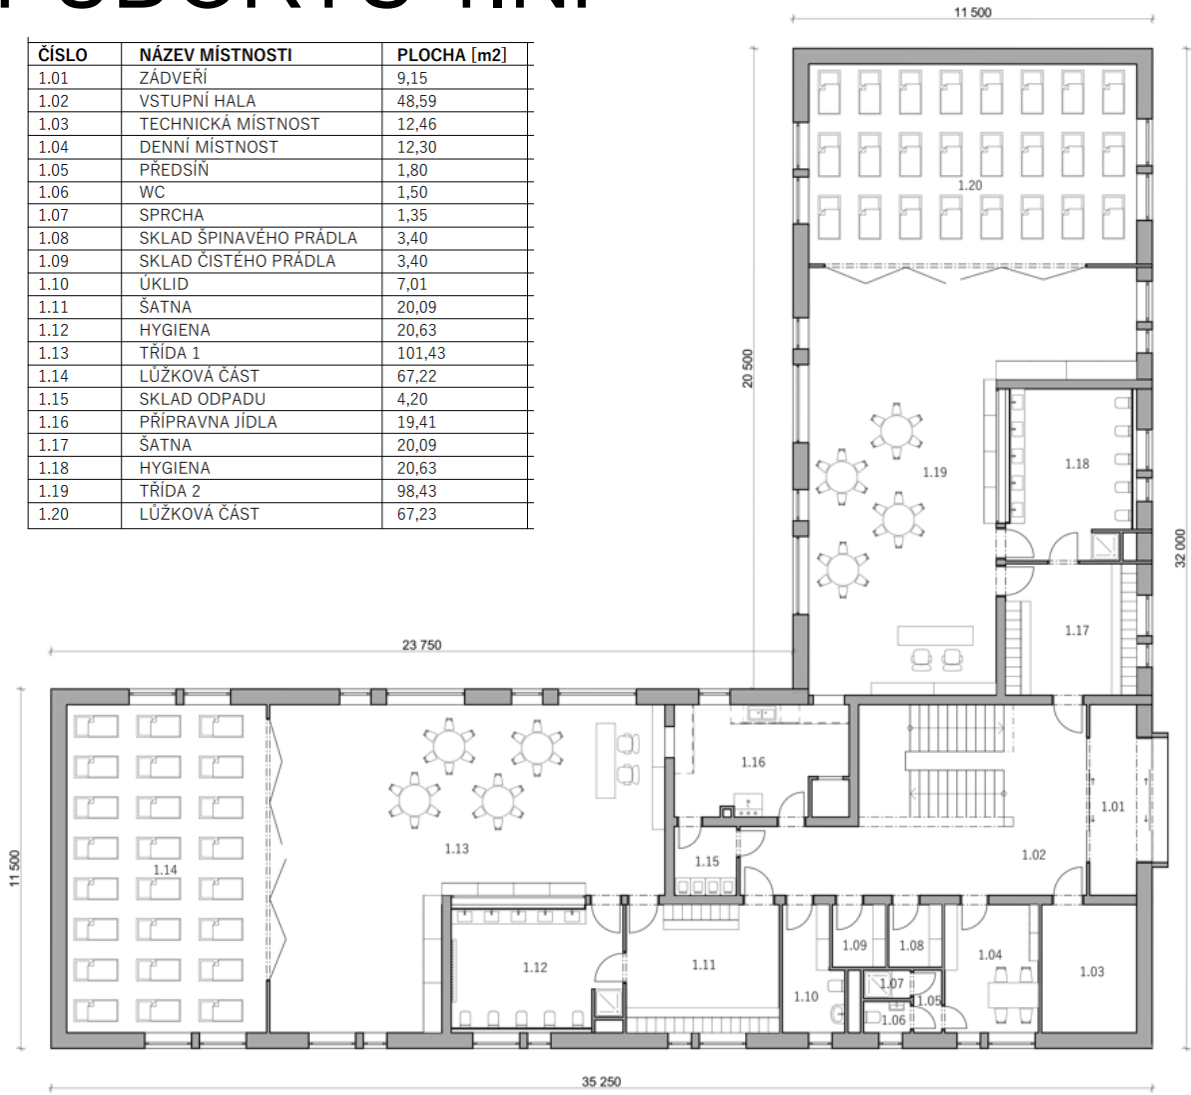 11 500
ČÍSLO NÁZEV MÍSTNOSTI PLOCHA [m2]
1.01 ZÁDVEŘÍ 9,15
1.02 VSTUPNÍ HALA 48,59
1.03 TECHNICKÁ MÍSTNOST 12,46
1.04 DENNÍ MÍSTNOST 12,30
1.05 PŘEDSÍŇ 1,80
1.06 WC 1,50
1.07 SPRCHA 1,35
1.08 SKLAD ŠPINAVÉHO PRÁDLA 3,40
1.09 SKLAD ČISTÉHO PRÁDLA 3,40
1.10 ÚKLID 7,01
1.11 ŠATNA 20,09
1.12 HYGIENA 20,63
1.13 TŘÍDA 1 101,43
1.14 LŮŽKOVÁ ČÁST 67,22
1.15 SKLAD ODPADU 4,20
1.16 PŘÍPRAVNA JÍDLA 19,41
1.17 ŠATNA 20,09
1.18 HYGIENA 20,63
1.19 TŘÍDA 2 98,43
1.20 LŮŽKOVÁ ČÁST 67,23
1.20
20 500
1.19
1.18
32 000
1.17
23 750
1.16
1.01
1.13
1.15
1.02
11 500
1.14
1.09
1.08
1.04
1.12
1.11
1.03
1.07
1.10
1.05
1.06
35 250